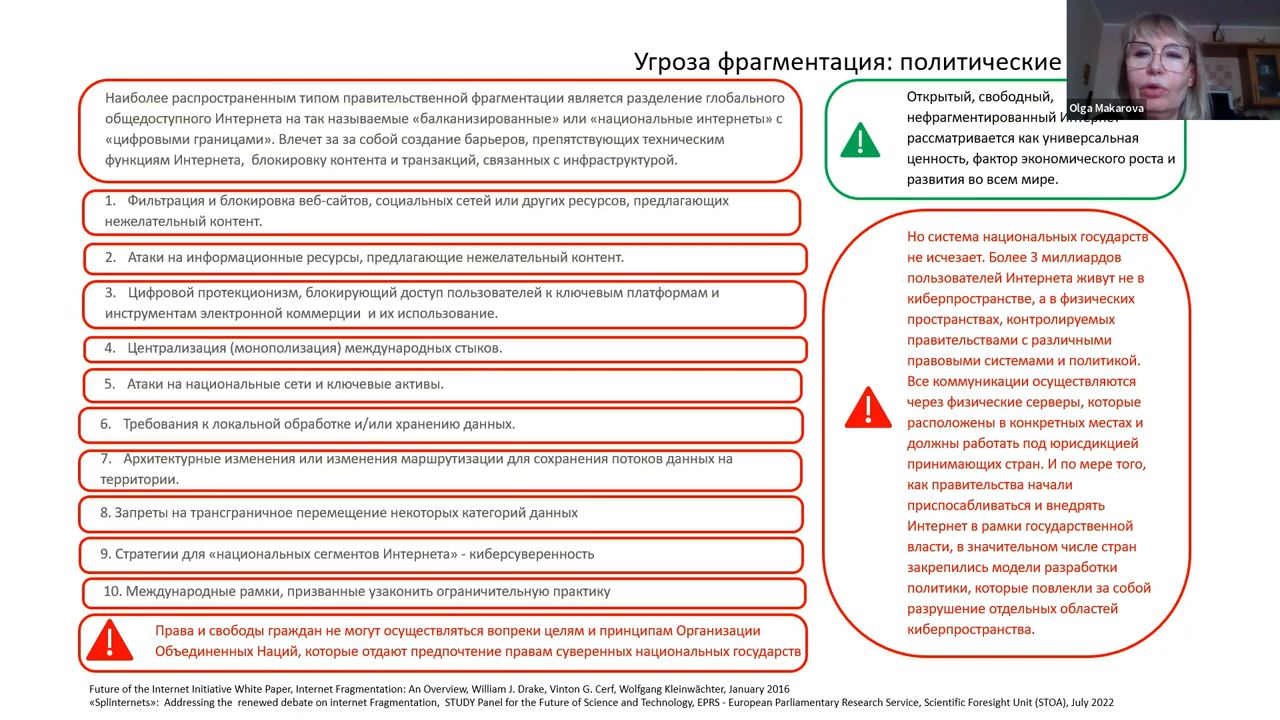 Угроза фрагментация: политические
Наиболее распространенным типом правительственной фрагментации является разделение глобального
общедоступного Интернета на так называемые «балканизированные» или «национальные интернеты» с
«цифровыми границами». Влечет за за собой создание барьеров, препятствующих техническим
функциям Интернета, блокировку контента и транзакций, связанных с инфраструктурой.
1. Фильтрация и блокировка веб-сайтов, социальных сетей или других ресурсов, предлагающих
нежелательный контент.
2. Атаки на информационные ресурсы, предлагающие нежелательный контент.
3. Цифровой протекционизм, блокирующий доступ пользователей к ключевым платформам и
инструментам электронной коммерции и их использование.
4. Централизация (монополизация) международных стыков.
5. Атаки на национальные сети и ключевые активы.
6. Требования к локальной обработке и/или хранению данных.
7. Архитектурные изменения или изменения маршрутизации для сохранения потоков данных на
территории.
8. Запреты на трансграничное перемещение некоторых категорий данных
9. Стратегии для «национальных сегментов Интернета» - киберсуверенность
10. Международные рамки, призванные узаконить ограничительную практику
Права и свободы граждан не могут осуществляться вопреки целям и принципам Организации
Объединенных Наций, которые отдают предпочтение правам суверенных национальных государств
Открытый, свободный,
нефрагментированный Интернет
рассматривается как универсальная
ценность, фактор экономического роста и
развития во всем мире.
Но система национальных государств
не исчезает. Более 3 миллиардов
пользователей Интернета живут не в
киберпространстве, а в физических
пространствах, контролируемых
правительствами с различными
правовыми системами и политикой.
Все коммуникации осуществляются
через физические серверы, которые
расположены в конкретных местах и
должны работать под юрисдикцией
принимающих стран. И по мере того,
как правительства начали
приспосабливаться и внедрять
Интернет в рамки государственной
власти, в значительном числе стран
закрепились модели разработки
политики, которые повлекли за собой
разрушение отдельных областей
киберпространства.
Olga Makarova
Future of the Internet Initiative White Paper, Internet Fragmentation: An Overview, William J. Drake, Vinton G. Cerf, Wolfgang Kleinwächter, January 2016
«Splinternets»: Addressing the renewed debate on internet Fragmentation, STUDY Panel for the Future of Science and Technology, EPRS - European Parliamentary Research Service, Scientific Foresight Unit (STOA), July 2022